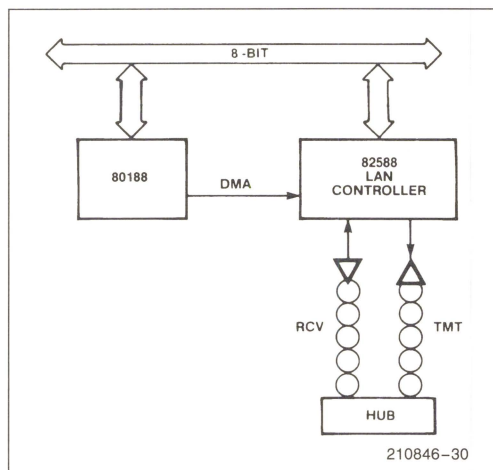 8-BIT
80188
DMA
82588
LAN
CONTROLLER
RCV
TMT
HUB
210846-30